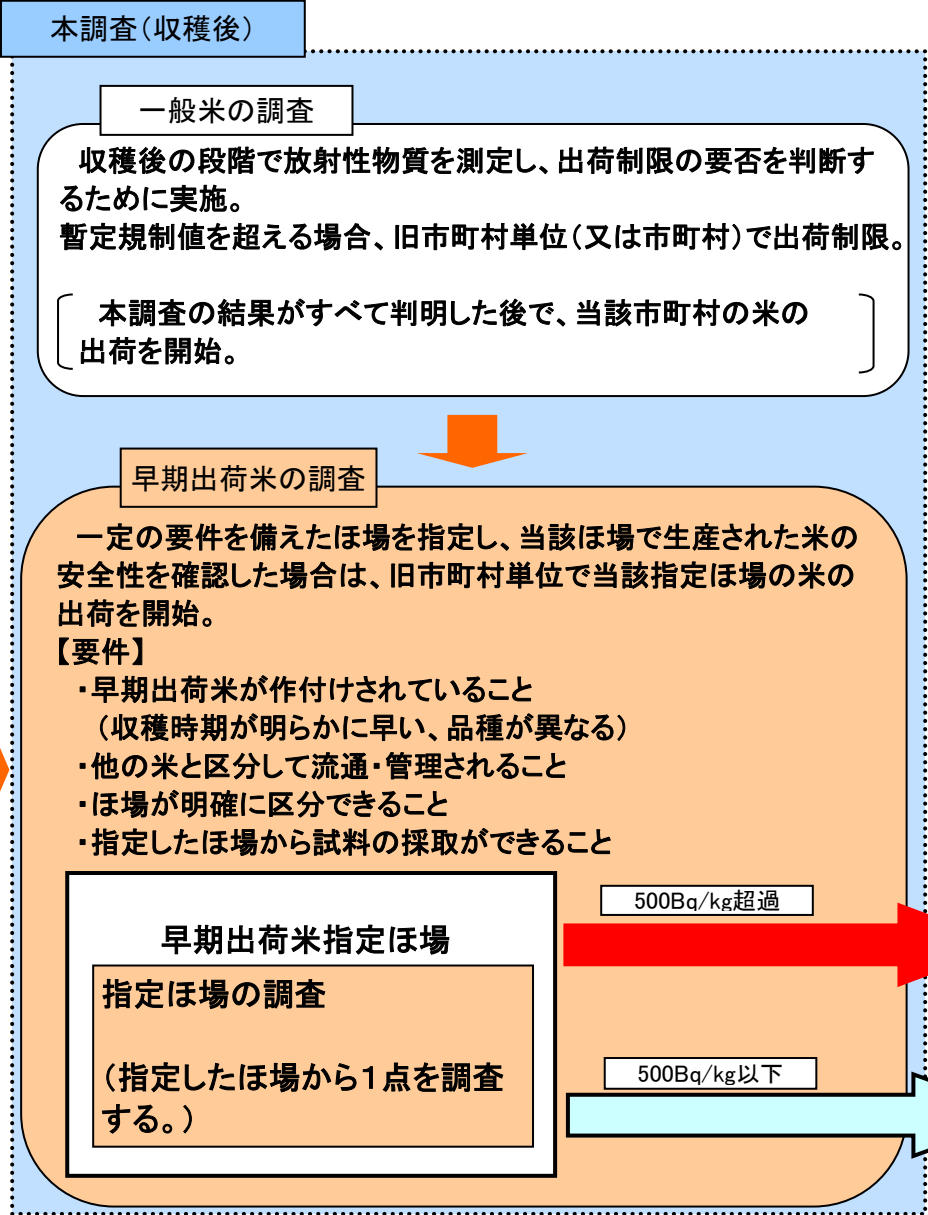 本調査(収穫後)
一般米の調査
収穫後の段階で放射性物質を測定し、出荷制限の要否を判断す
るために実施。
暫定規制値を超える場合、旧市町村単位(又は市町村)で出荷制限。
本調査の結果がすべて判明した後で、当該市町村の米の
出荷を開始。
早期出荷米の調査
一定の要件を備えたほ場を指定し、当該ほ場で生産された米の
安全性を確認した場合は、旧市町村単位で当該指定ほ場の米の
出荷を開始。
【要件】
・早期出荷米が作付けされていること
(収穫時期が明らかに早い、品種が異なる)
・他の米と区分して流通・管理されること
・ほ場が明確に区分できること
・指定したほ場から試料の採取ができること
早期出荷米指定ほ場
指定ほ場の調査
(指定したほ場から1点を調査
する。)
500Bq/kg超過
500Bq/kg以下